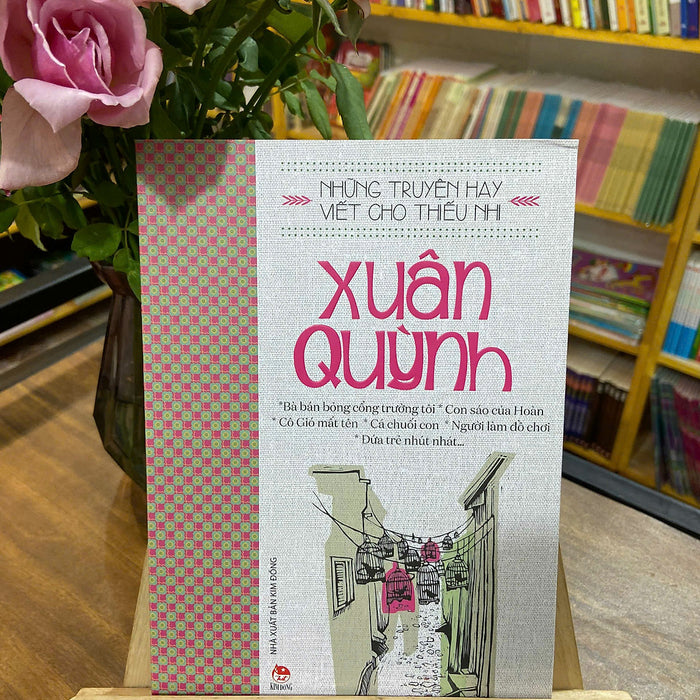 NHỮNG TRUYỆN HAY
VIẾT CHO THIẾU NHI
XUÂN
QUỲNH
*Bà bán bỏng cổng trường tôi * Con sáo của Hoàn
* Cô Gió mất tên * Cá chuối con * Người làm đồ chơi
* Đứa trẻ nhút nhát...
NHÀ XUẤT BẢN KIM ĐỒNG
KIM ĐỒNG